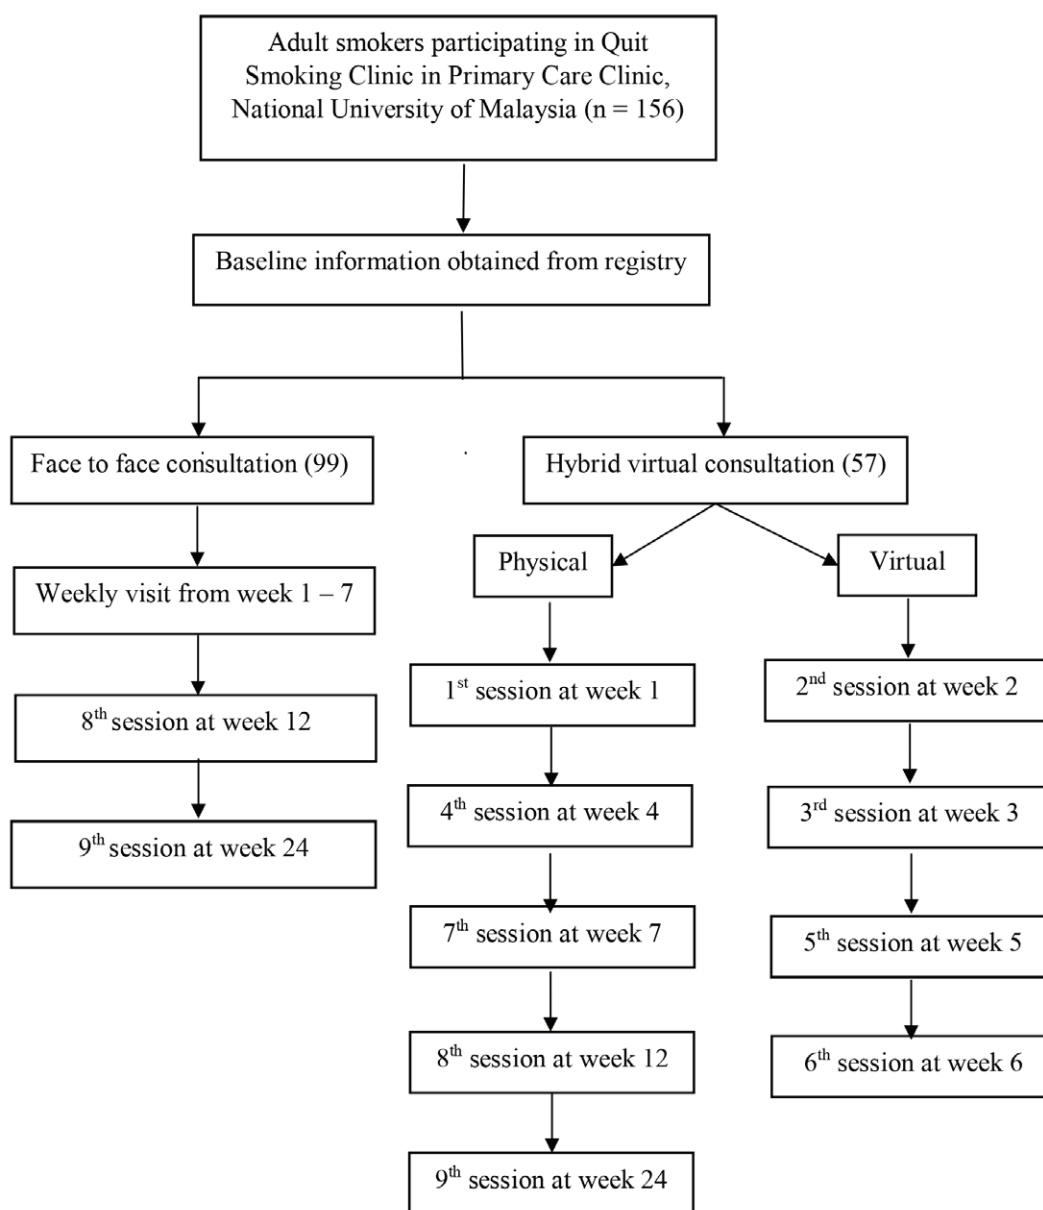 Adult smokers participating in Quit
Smoking Clinic in Primary Care Clinic,
National University of Malaysia (n = 156)
Baseline information obtained from registry
Face to face consultation (99)
Hybrid virtual consultation (57)
Physical
Virtual
Weekly visit from week 1 – 7
1st session at week 1
2nd session at week 2
8th session at week 12
4th session at week 4
3rd session at week 3
9th session at week 24
7th session at week 7
5th session at week 5
8th session at week 12
6th session at week 6
9th session at week 24